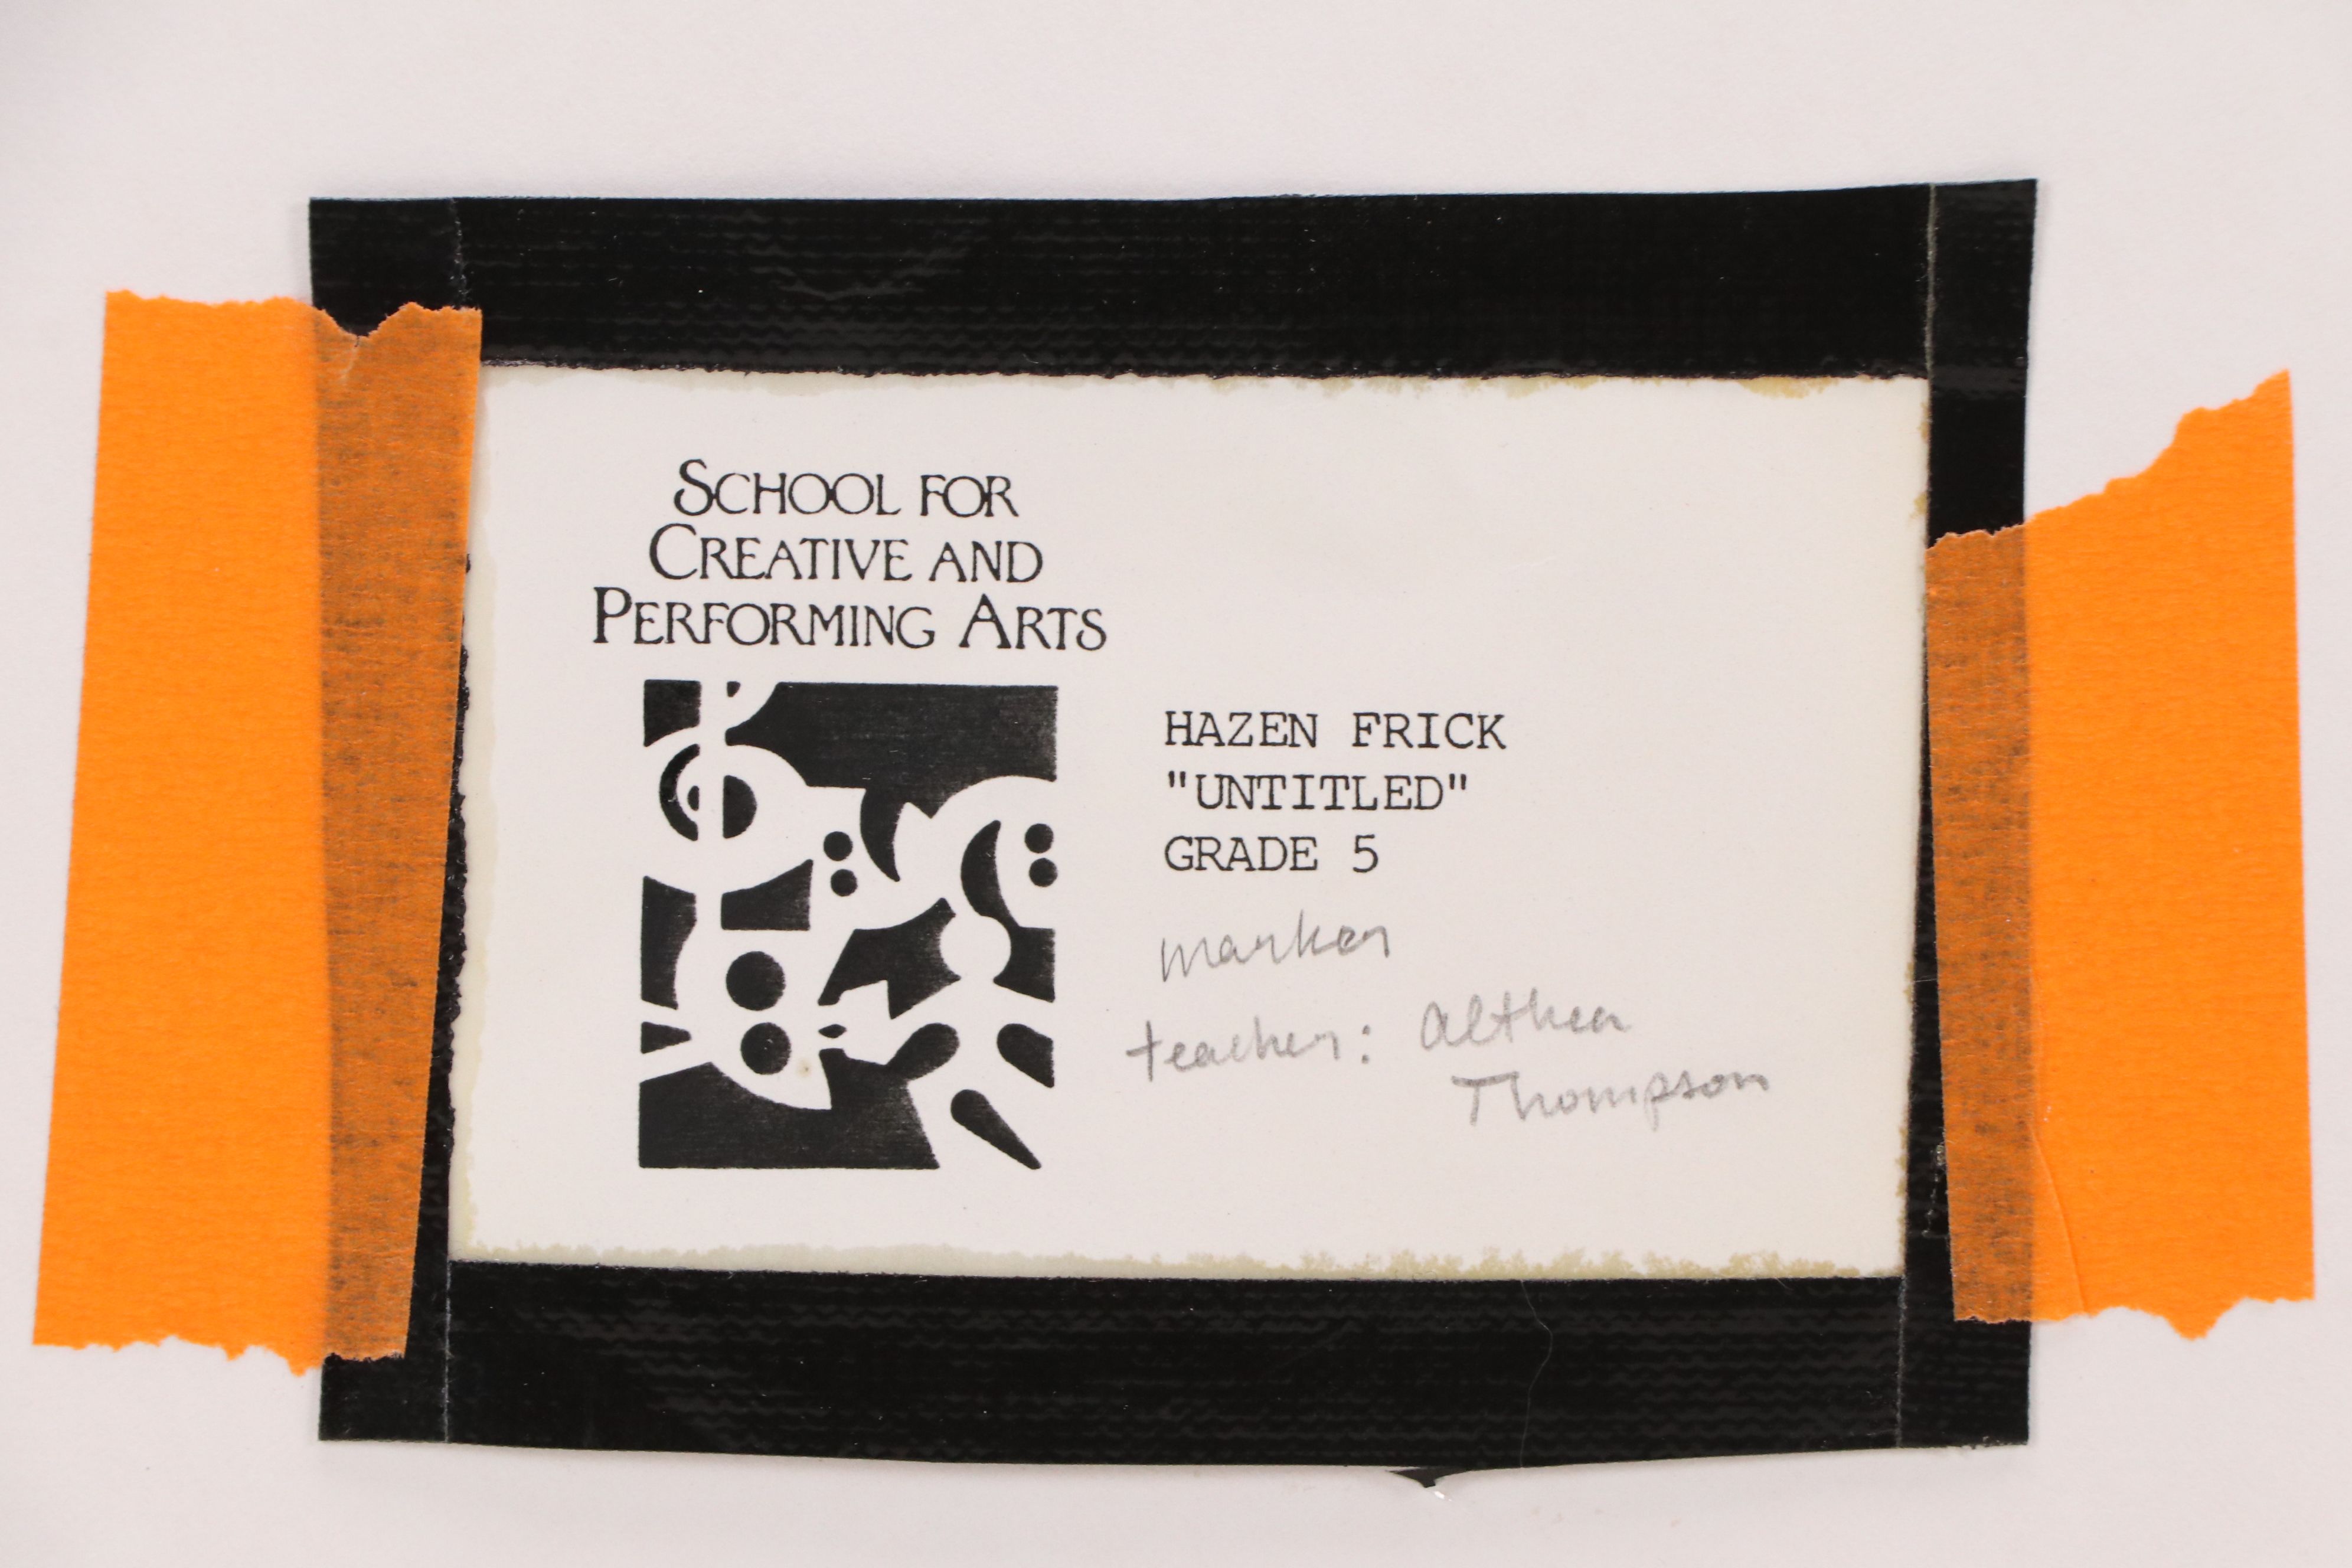 SCHOOL FOR
CREATIVE AND
PERFORMING ARTS
HAZEN FRICK
"UNTITLED"
GRADE 5
marker
teacher: Althea
Thompson